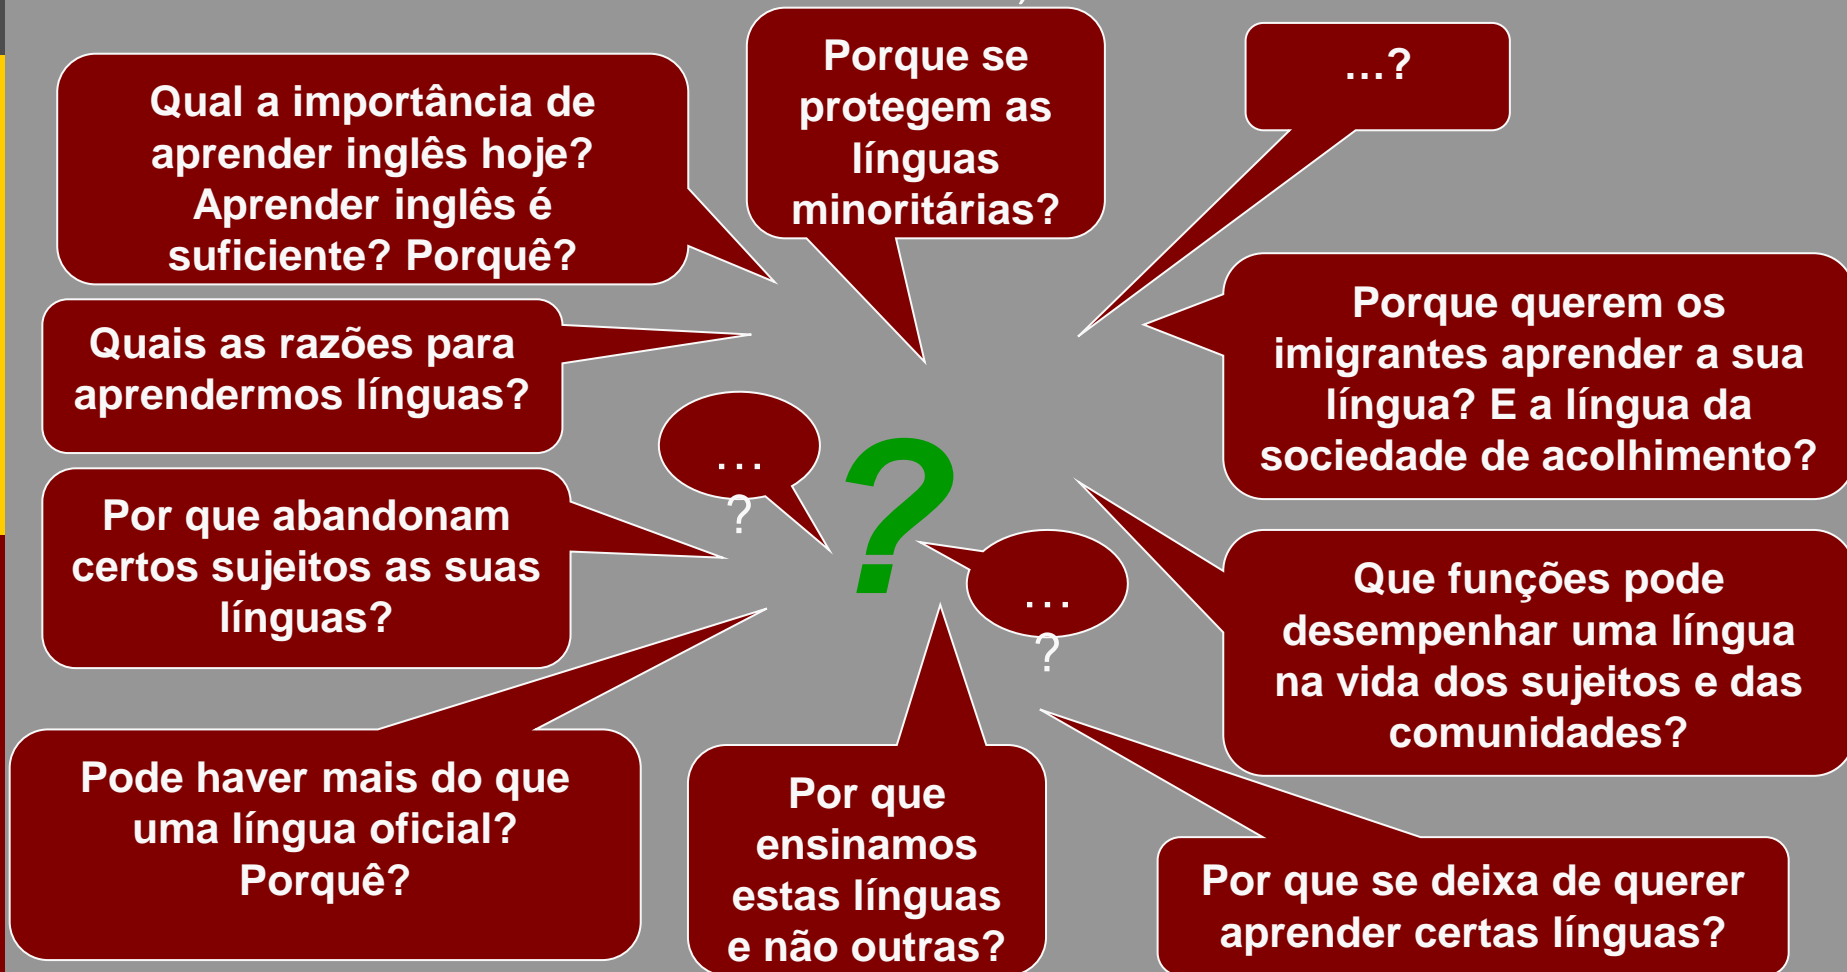 Qual a importância de
aprender inglês hoje?
Aprender inglês é
suficiente? Porquê?
Porque se
protegem as
línguas
minoritárias?
…?
Quais as razões para
aprendermos línguas?
Porque querem os
imigrantes aprender a sua
língua? E a língua da
sociedade de acolhimento?
…
?
?
Por que abandonam
certos sujeitos as suas
línguas?
…
?
Que funções pode
desempenhar uma língua
na vida dos sujeitos e das
comunidades?
Pode haver mais do que
uma língua oficial?
Porquê?
Por que
ensinamos
estas línguas
e não outras?
Por que se deixa de querer
aprender certas línguas?